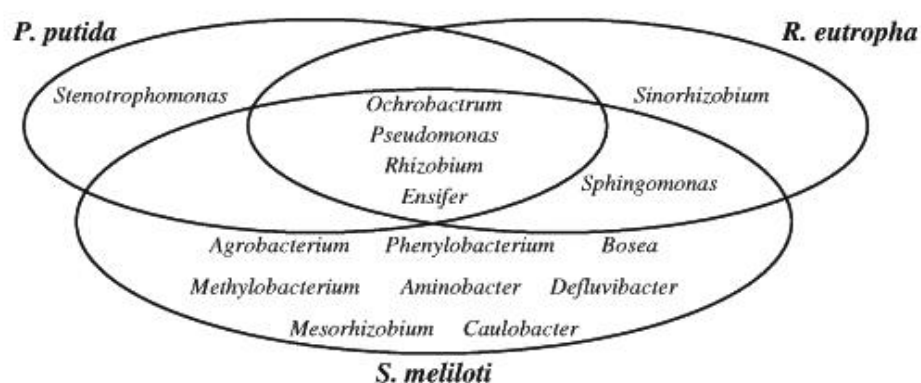 P. putida R. eutropha
Stenotrophomonas Ochrobactrum Sinorhizobium
Pseudomonas
Rhizobium
Sphingomonas
Ensifer
Agrobacterium Phenylobacterium Bosea
Methylobacterium Aminobacter Defluvibacter
Mesorhizobium Caulobacter
S. meliloti